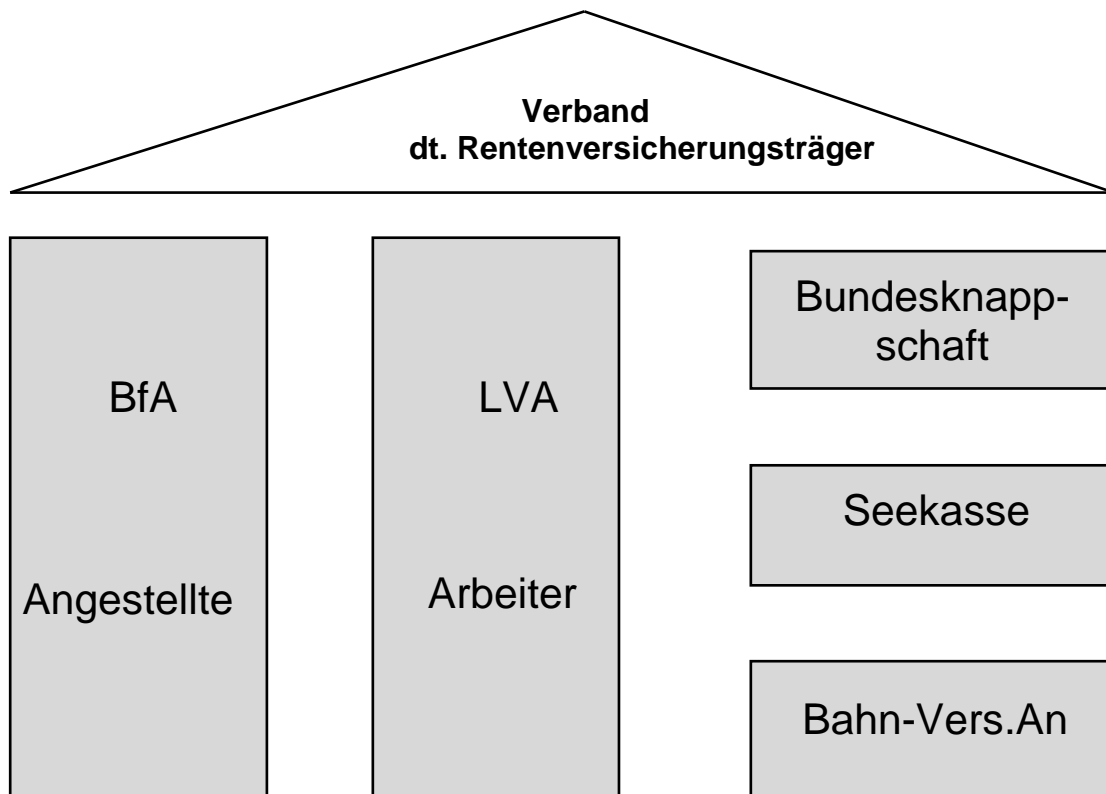 Verband
dt. Rentenversicherungsträger
BfA
Angestellte
LVA
Arbeiter
Bundesknapp-
schaft
Seekasse
Bahn-Vers.An